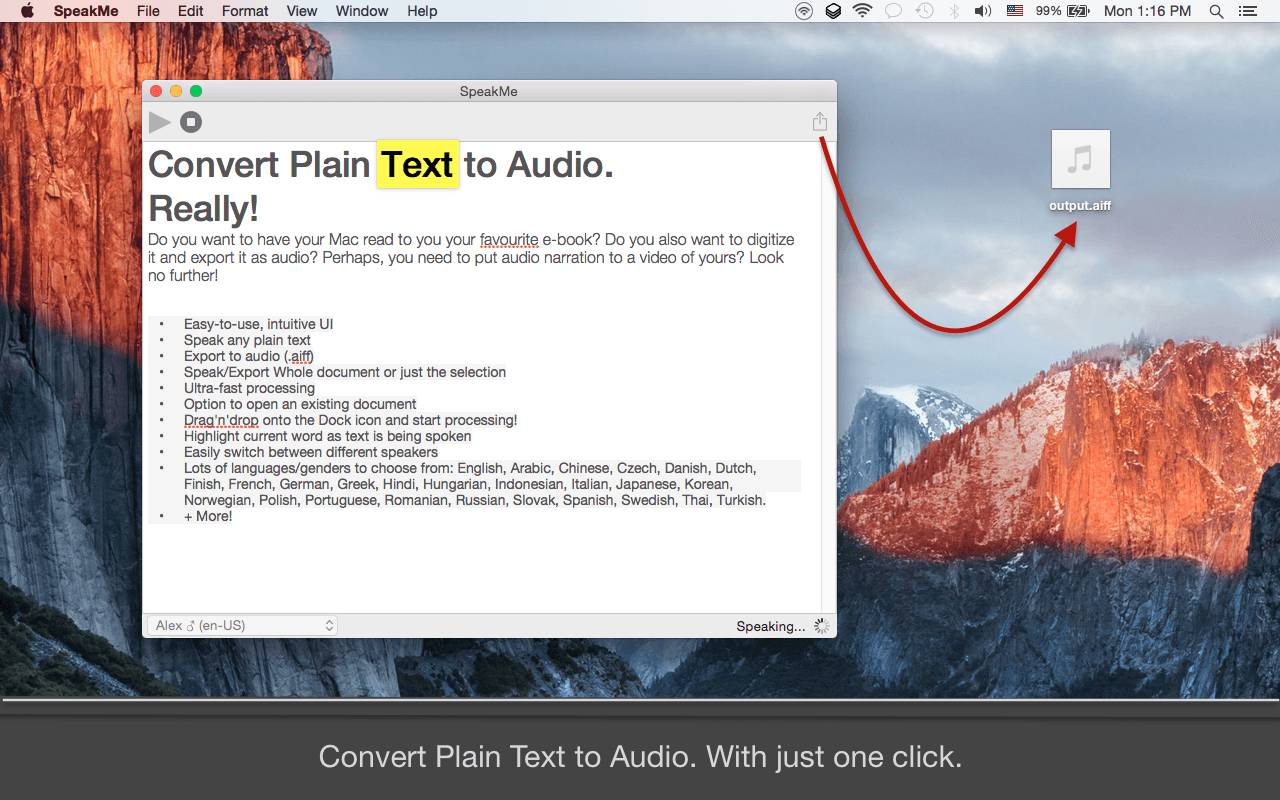 SpeakMe File Edit Format View Window Help 99% Mon 1:16 PM
SpeakMe
Convert Plain Text to Audio.
Really!
Do you want to have your Mac read to you your favourite e-book? Do you also want to digitize
it and export it as audio? Perhaps, you need to put audio narration to a video of yours? Look
no further!
• Easy-to-use, intuitive UI
• Speak any plain text
• Export to audio (.aiff)
• Speak/Export Whole document or just the selection
• Ultra-fast processing
• Option to open an existing document
• Drag'n'drop onto the Dock icon and start processing!
• Highlight current word as text is being spoken
• Easily switch between different speakers
• Lots of languages/genders to choose from: English, Arabic, Chinese, Czech, Danish, Dutch,
Finish, French, German, Greek, Hindi, Hungarian, Indonesian, Italian, Japanese, Korean,
Norwegian, Polish, Portuguese, Romanian, Russian, Slovak, Spanish, Swedish, Thai, Turkish.
• + More!
Alex ♂ (en-US)
Speaking...
output.aiff
Convert Plain Text to Audio. With just one click.